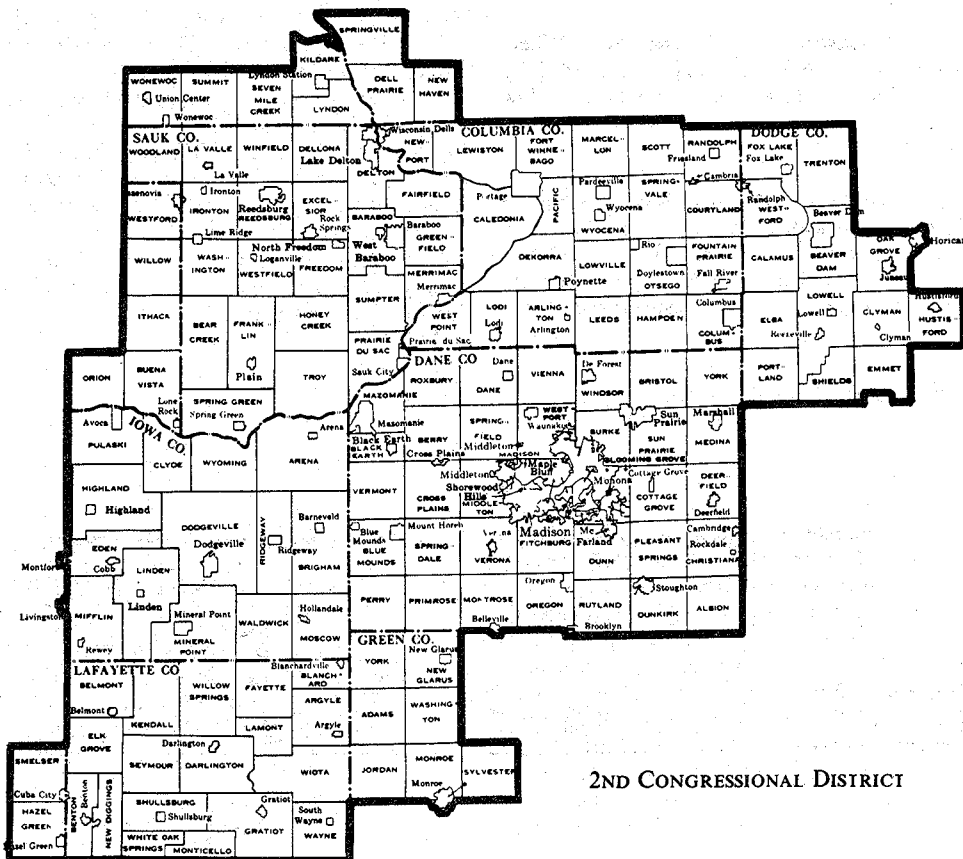 SPRINGVILLE
KILDARE
Lyndon Station
DELL PRAIRIE
NEW HAVEN
WONEWOC
SUMMIT
SEVEN MILE CREEK
LYNDON
Union Center
Wonewoc
SAUK CO.
COLUMBIA CO.
DODGE CO.
WOODLAND
LA VALLE
La Valle
WINFIELD
DELLONA
Lake Delton
DELTON
Wisconsin Dells
NEW PORT
LEWISTON
FORT WINNE-BAGO
MARCEL-LON
SCOTT
RANDOLPH
Friesland
Cambria
FOX LAKE
Fox Lake
TRENTON
WESTFORD
Ironton
IRONTON
Reedsburg
REEDSBURG
EXCEL-SIOR
Rock Springs
FAIRFIELD
Portage
CALEDONIA
PACIFIC
Pardeeville
Wyocena
WYOCENA
SPRING-VALE
COURTLAND
Randolph
WEST-FORD
Beaver Dam
BEAVER DAM
OAK GROVE
Juneau
Horicon
BARABOO
Baraboo
West Baraboo
GREEN-FIELD
Lime Ridge
WILLOW
WASH-INGTON
Loganville
WESTFIELD
North Freedom
FREEDOM
MERRIMAC
Merrimac
DEKORRA
Poynette
LOWVILLE
Rio
Doylestown
OTSEGO
FOUNTAIN PRAIRIE
Fall River
CALAMUS
ITHACA
BEAR CREEK
FRANK-LIN
Plain
HONEY CREEK
SUMPTER
WEST POINT
LODI
Lodi
ARLING-TON
Arlington
LEEDS
HAMPDEN
Columbus
COLUM-BUS
ELBA
LOWELL
Lowell
Reeseville
CLYMAN
Clyman
Hustisford
HUSTIS-FORD
PRAIRIE DU SAC
Prairie du Sac
Sauk City
TROY
ORION
BUENA VISTA
Lone Rock
SPRING GREEN
Spring Green
DANE CO
ROXBURY
Dane
DANE
VIENNA
De Forest
WINDSOR
BRISTOL
YORK
PORT-LAND
SHIELDS
EMMET
Avoca
PULASKI
IOWA CO.
CLYDE
WYOMING
Arena
ARENA
MAZOMANIE
Mazomanie
Black Earth
BLACK EARTH
BERRY
Cross Plains
SPRING-FIELD
WEST PORT
Waunakee
Middleton
MADISON
Maple Bluff
BURKE
Sun Prairie
SUN PRAIRIE
BLOOMING GROVE
Marshall
MEDINA
HIGHLAND
Highland
VERMONT
CROSS PLAINS
Middleton
Shorewood Hills
MIDDLE-TON
Monona
Cottage Grove
COTTAGE GROVE
DEER-FIELD
Deerfield
EDEN
Cobb
Montfort
DODGEVILLE
Dodgeville
RIDGEWAY
Ridgeway
Barneveld
BRIGHAM
Blue Mounds
BLUE MOUNDS
Mount Horeb
SPRING-DALE
Verona
VERONA
Madison
FITCHBURG
Mc Farland
DUNN
PLEASANT SPRINGS
Cambridge
Rockdale
CHRISTIANA
LINDEN
Linden
Livingston
MIFFLIN
Rewey
Mineral Point
MINERAL POINT
WALDWICK
Hollandale
MOSCOW
PERRY
PRIMROSE
MONTROSE
Belleville
Oregon
OREGON
Brooklyn
RUTLAND
Stoughton
DUNKIRK
ALBION
LAFAYETTE CO
BELMONT
Belmont
WILLOW SPRINGS
FAYETTE
Blanchardville
BLANCH-ARD
GREEN CO.
YORK
New Glarus
NEW GLARUS
ARGYLE
Argyle
ADAMS
WASHING-TON
KENDALL
LAMONT
ELK GROVE
Darlington
DARLINGTON
SEYMOUR
WIOTA
JORDAN
MONROE
Monroe
SYLVESTER
SMELSER
Cuba City
HAZEL GREEN
BENTON
Benton
NEW DIGGINGS
SHULLSBURG
Shullsburg
WHITE OAK SPRINGS
MONTICELLO
Gratiot
GRATIOT
South Wayne
WAYNE
2ND CONGRESSIONAL DISTRICT